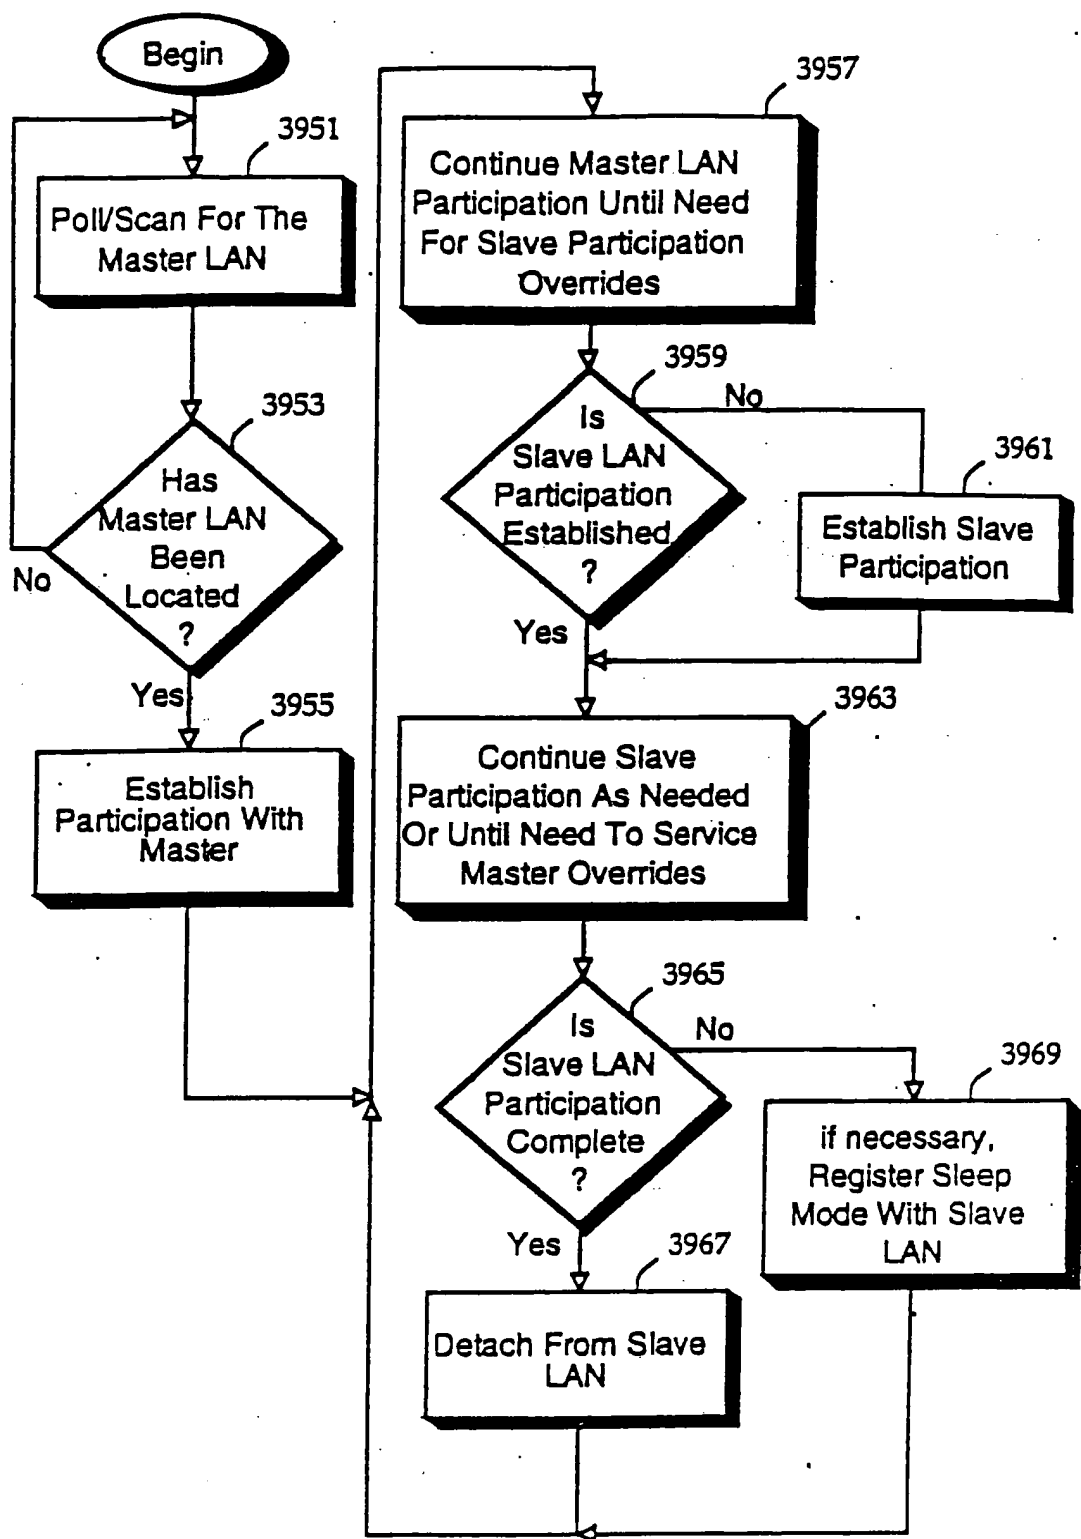 Begin
3951
Poll/Scan For The
Master LAN
3953
Has
Master LAN
Been
Located
?
No
Yes
3955
Establish
Participation With
Master
3957
Continue Master LAN
Participation Until Need
For Slave Participation
Overrides
3959
Is
Slave LAN
Participation
Established
?
No
Yes
3961
Establish Slave
Participation
3963
Continue Slave
Participation As Needed
Or Until Need To Service
Master Overrides
3965
Is
Slave LAN
Participation
Complete
?
No
Yes
3967
Detach From Slave
LAN
3969
if necessary,
Register Sleep
Mode With Slave
LAN